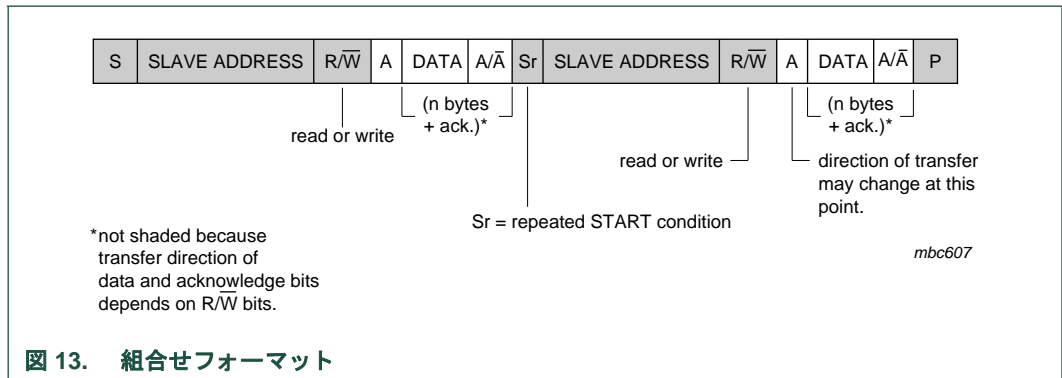 S SLAVE ADDRESS R/W̅ A DATA A/A̅ Sr SLAVE ADDRESS R/W̅ A DATA A/A̅ P
(n bytes
+ ack.)*
(n bytes
+ ack.)*
read or write
read or write
direction of transfer
may change at this
point.
Sr = repeated START condition
*not shaded because
transfer direction of
data and acknowledge bits
depends on R/W̅ bits.
mbc607
図 13. 組合せフォーマット